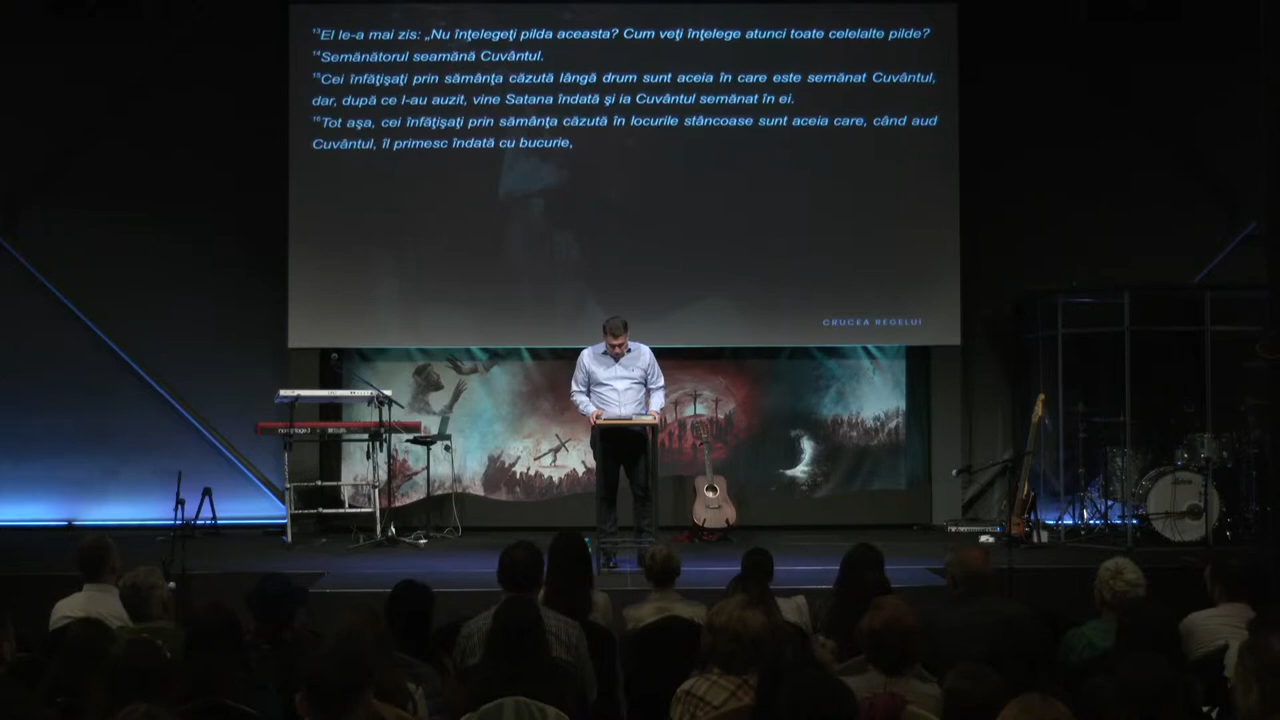 ¹³El le-a mai zis: „Nu înţelegeţi pilda aceasta? Cum veţi înţelege atunci toate celelalte pilde?
¹⁴Semănătorul seamănă Cuvântul.
¹⁵Cei înfăţişaţi prin sămânţa căzută lângă drum sunt aceia în care este semănat Cuvântul,
dar, după ce l-au auzit, vine Satana îndată şi ia Cuvântul semănat în ei.
¹⁶Tot aşa, cei înfăţişaţi prin sămânţa căzută în locurile stâncoase sunt aceia care, când aud
Cuvântul, îl primesc îndată cu bucurie,
CRUCEA REGELUI